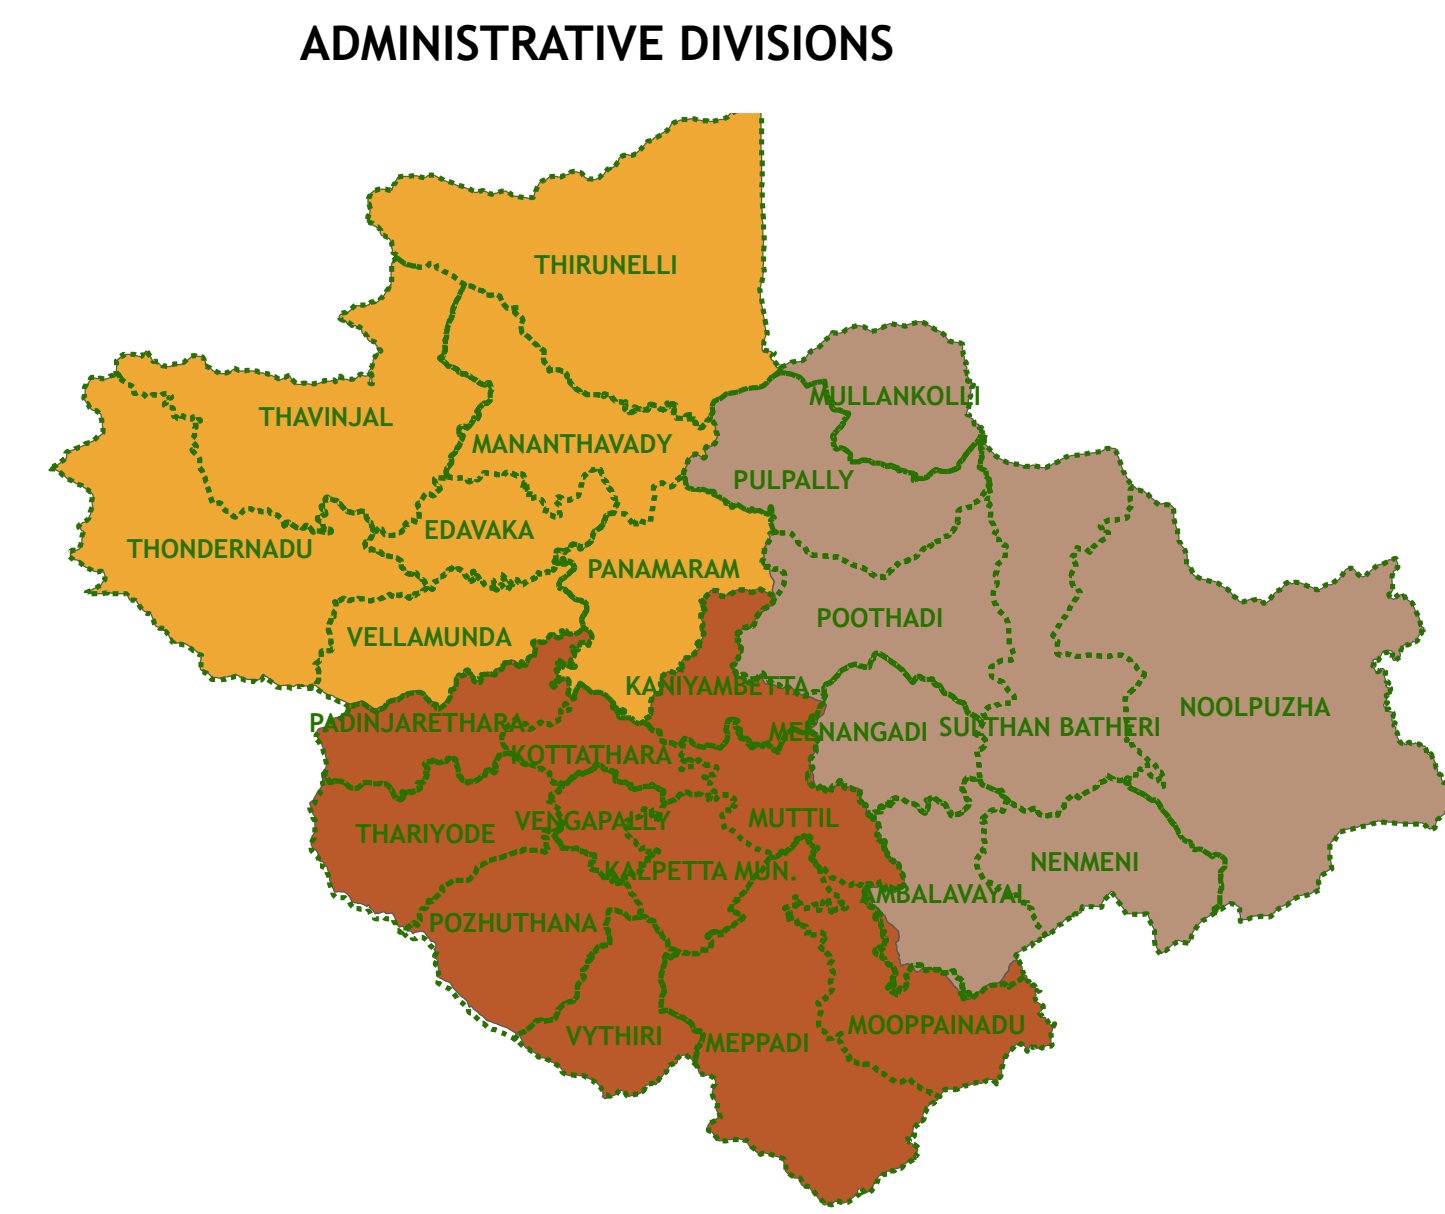 ADMINISTRATIVE DIVISIONS
THIRUNELLI
MULLANKOLLI
THAVINJAL
MANANTHAVADY
PULPALLY
EDAVAKA
THONDERNADU
PANAMARAM
POOTHADI
VELLAMUNDA
KANIYAMBETTA
NOOLPUZHA
PADINJARETHARA
MEENANGADI
SULTHAN BATHERI
KOTTATHARA
VENGAPALLY
MUTTIL
THARIYODE
NENMENI
KALPETTA MUN.
AMBALAVAYAL
POZHUTHANA
MOOPPAINADU
VYTHIRI
MEPPADI